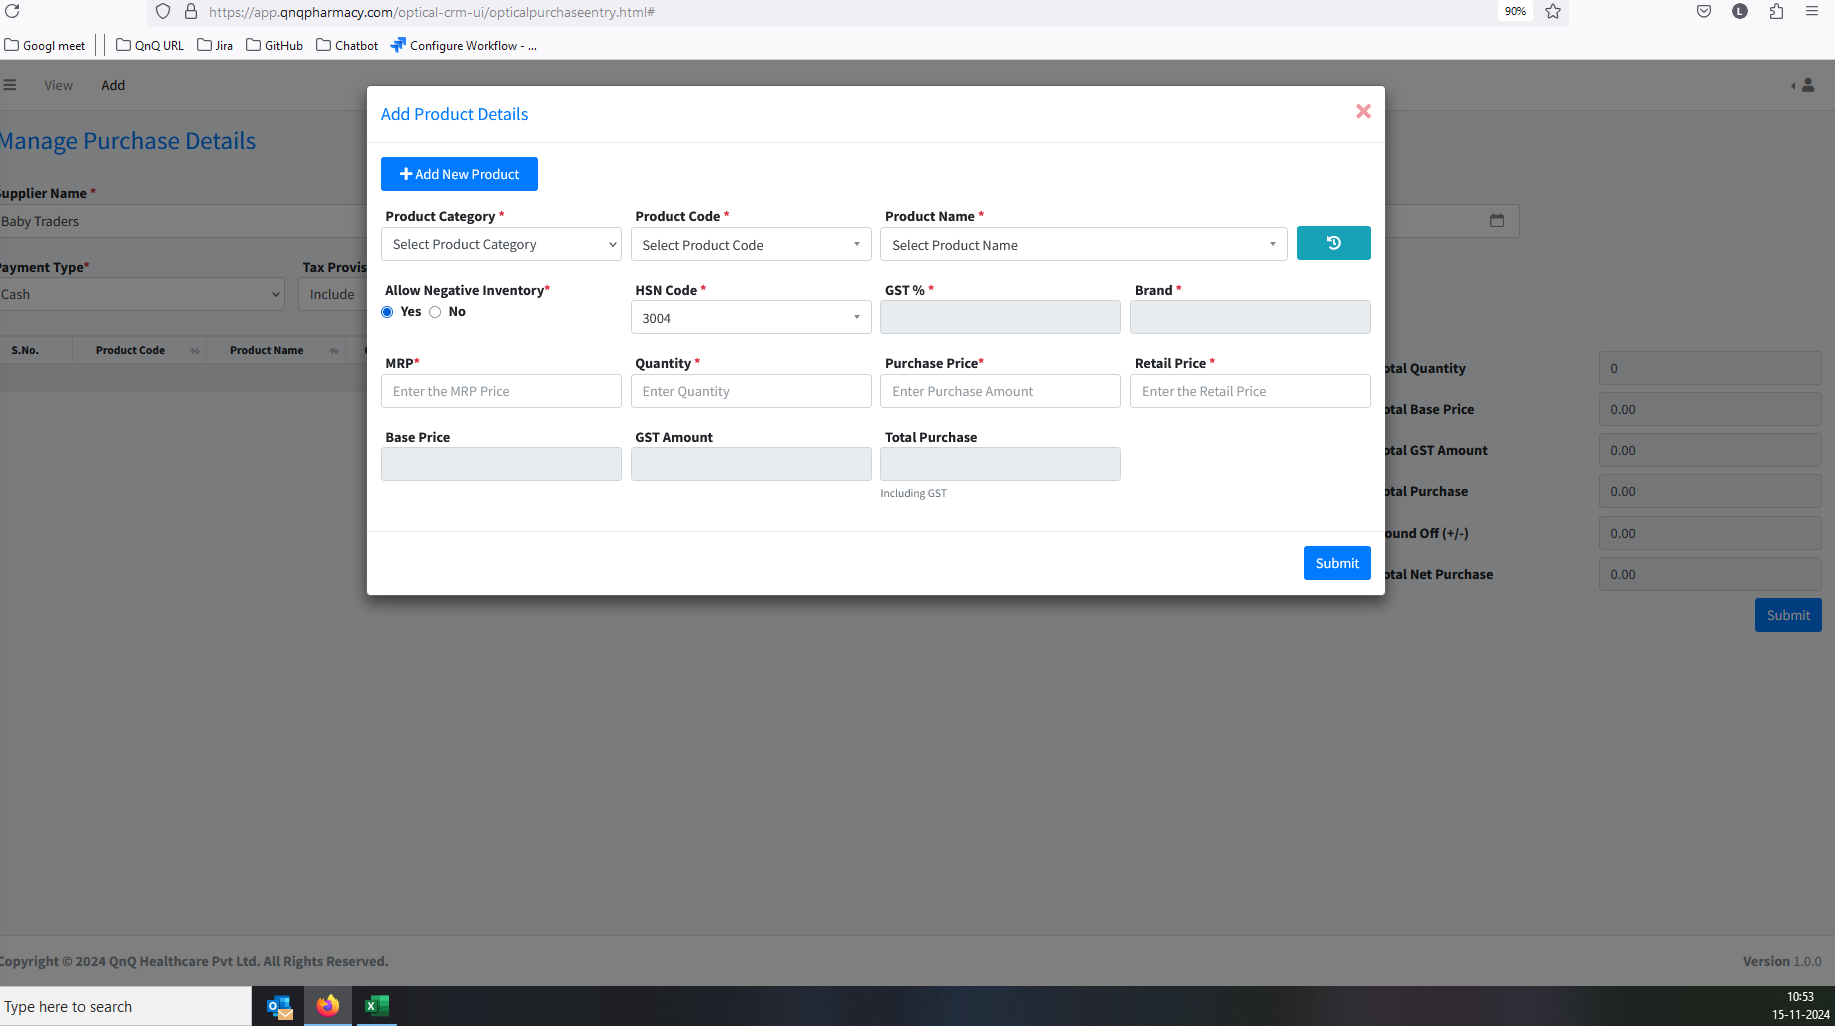 https://app.qnqpharmacy.com/optical-crm-ui/opticalpurchaseentry.html#
90%
L
Googl meet
QnQ URL
Jira
GitHub
Chatbot
Configure Workflow - ...
View
Add
Manage Purchase Details
Supplier Name *
Baby Traders
Payment Type*
Tax Provis
Cash
Include
S.No.
Product Code
Product Name
Add Product Details
Add New Product
Product Category *
Product Code *
Product Name *
Select Product Category
Select Product Code
Select Product Name
Allow Negative Inventory*
HSN Code *
GST % *
Brand *
Yes
No
3004
MRP*
Quantity *
Purchase Price*
Retail Price *
Enter the MRP Price
Enter Quantity
Enter Purchase Amount
Enter the Retail Price
Base Price
GST Amount
Total Purchase
Including GST
Submit
otal Quantity
0
otal Base Price
0.00
otal GST Amount
0.00
otal Purchase
0.00
ound Off (+/-)
0.00
otal Net Purchase
0.00
Submit
Copyright © 2024 QnQ Healthcare Pvt Ltd. All Rights Reserved.
Version 1.0.0
Type here to search
10:53
15-11-2024